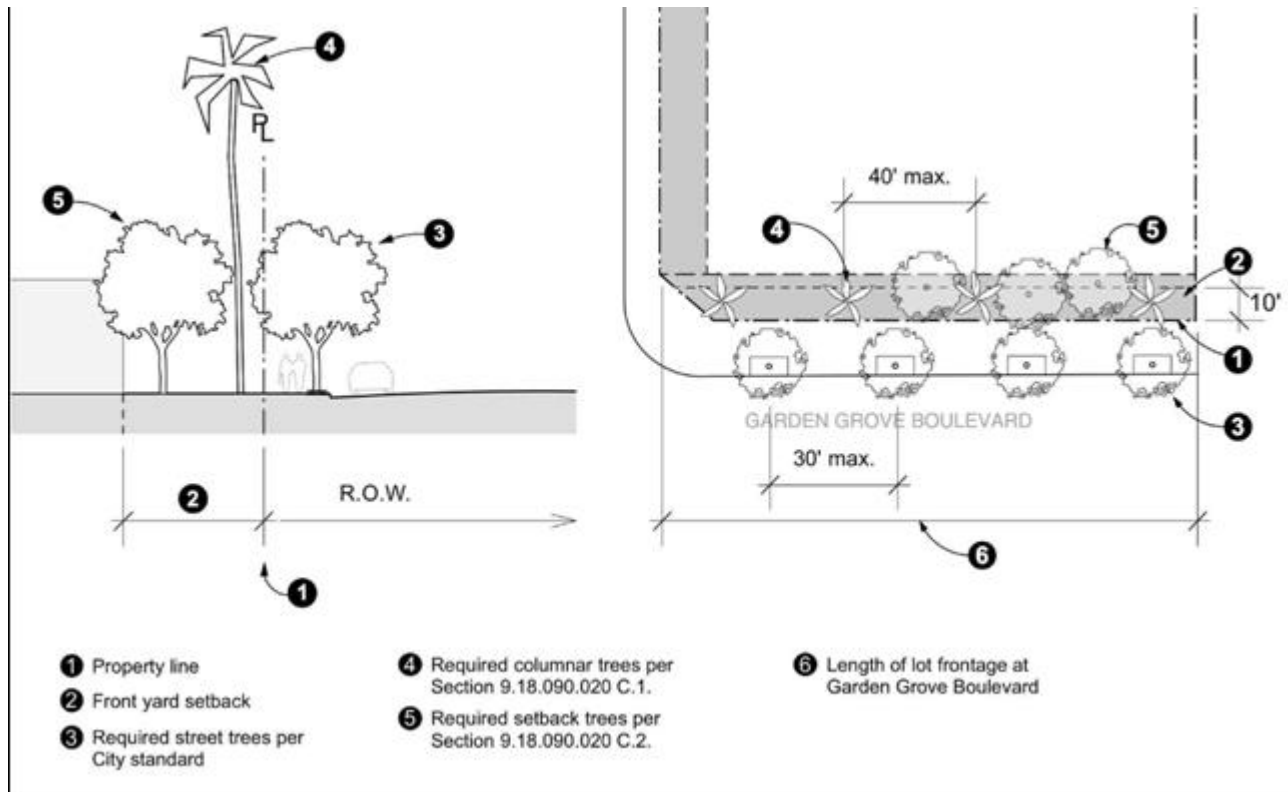 4
PL
5
3
2
R.O.W.
1
40' max.
4
5
2
10'
1
GARDEN GROVE BOULEVARD
3
30' max.
6
1 Property line
2 Front yard setback
3 Required street trees per
City standard
4 Required columnar trees per
Section 9.18.090.020 C.1.
5 Required setback trees per
Section 9.18.090.020 C.2.
6 Length of lot frontage at
Garden Grove Boulevard